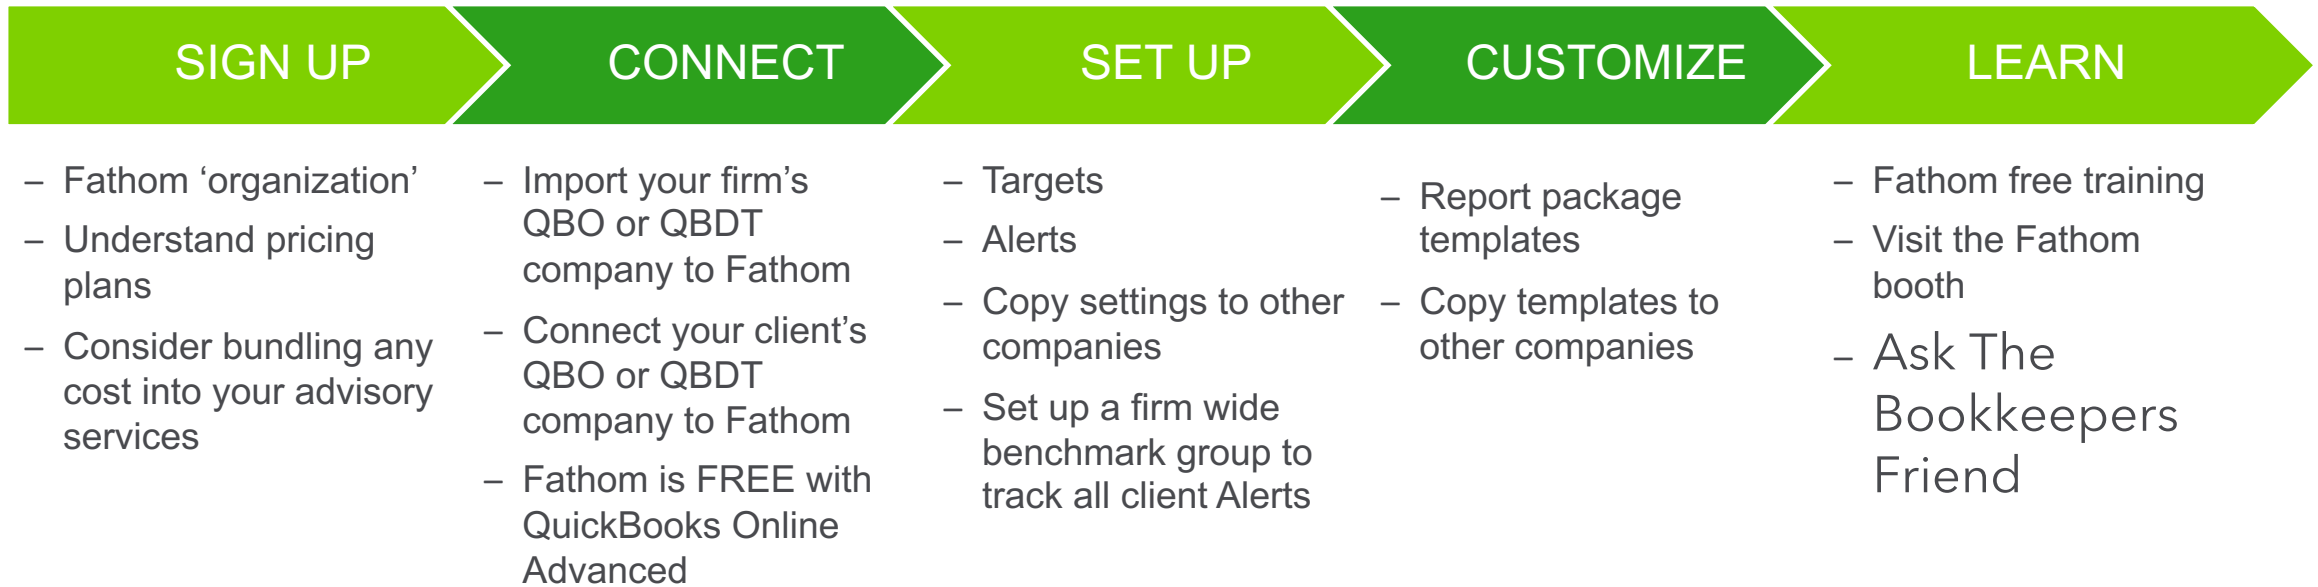 SIGN UP
CONNECT
SET UP
CUSTOMIZE
LEARN
– Fathom ‘organization’
– Understand pricing
plans
– Consider bundling any
cost into your advisory
services
– Import your firm’s
QBO or QBDT
company to Fathom
– Connect your client’s
QBO or QBDT
company to Fathom
– Fathom is FREE with
QuickBooks Online
Advanced
– Targets
– Alerts
– Copy settings to other
companies
– Set up a firm wide
benchmark group to
track all client Alerts
– Report package
templates
– Copy templates to
other companies
– Fathom free training
– Visit the Fathom
booth
– Ask The
Bookkeepers
Friend